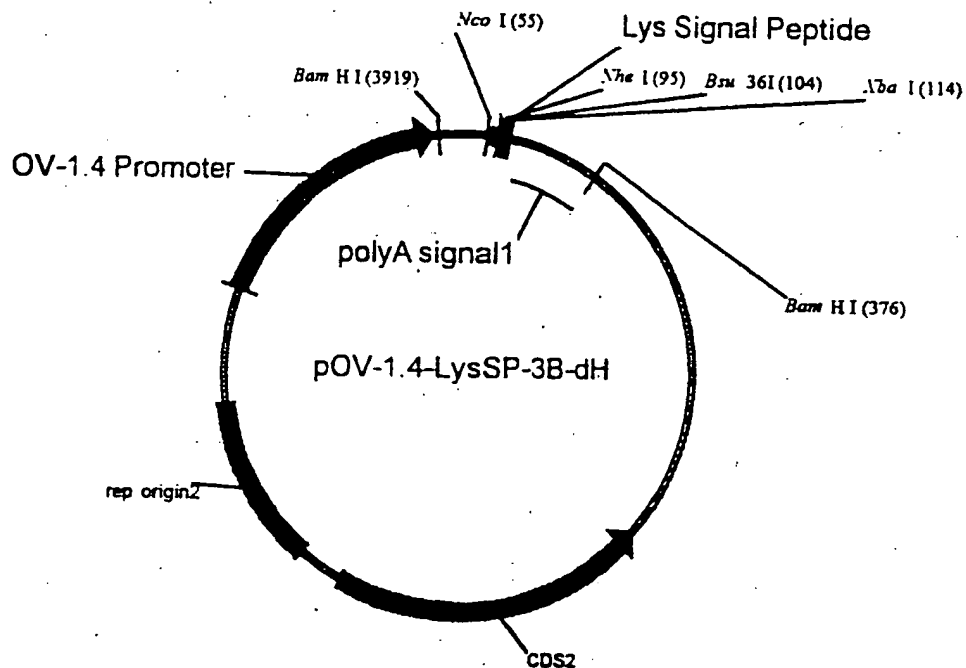 Nco I (55)
Lys Signal Peptide
Bam H I (3919)
Nhe I (95)
Bsu 36I (104)
Xba I (114)
OV-1.4 Promoter
polyA signal1
Bam H I (376)
pOV-1.4-LysSP-3B-dH
rep origin2
CDS2